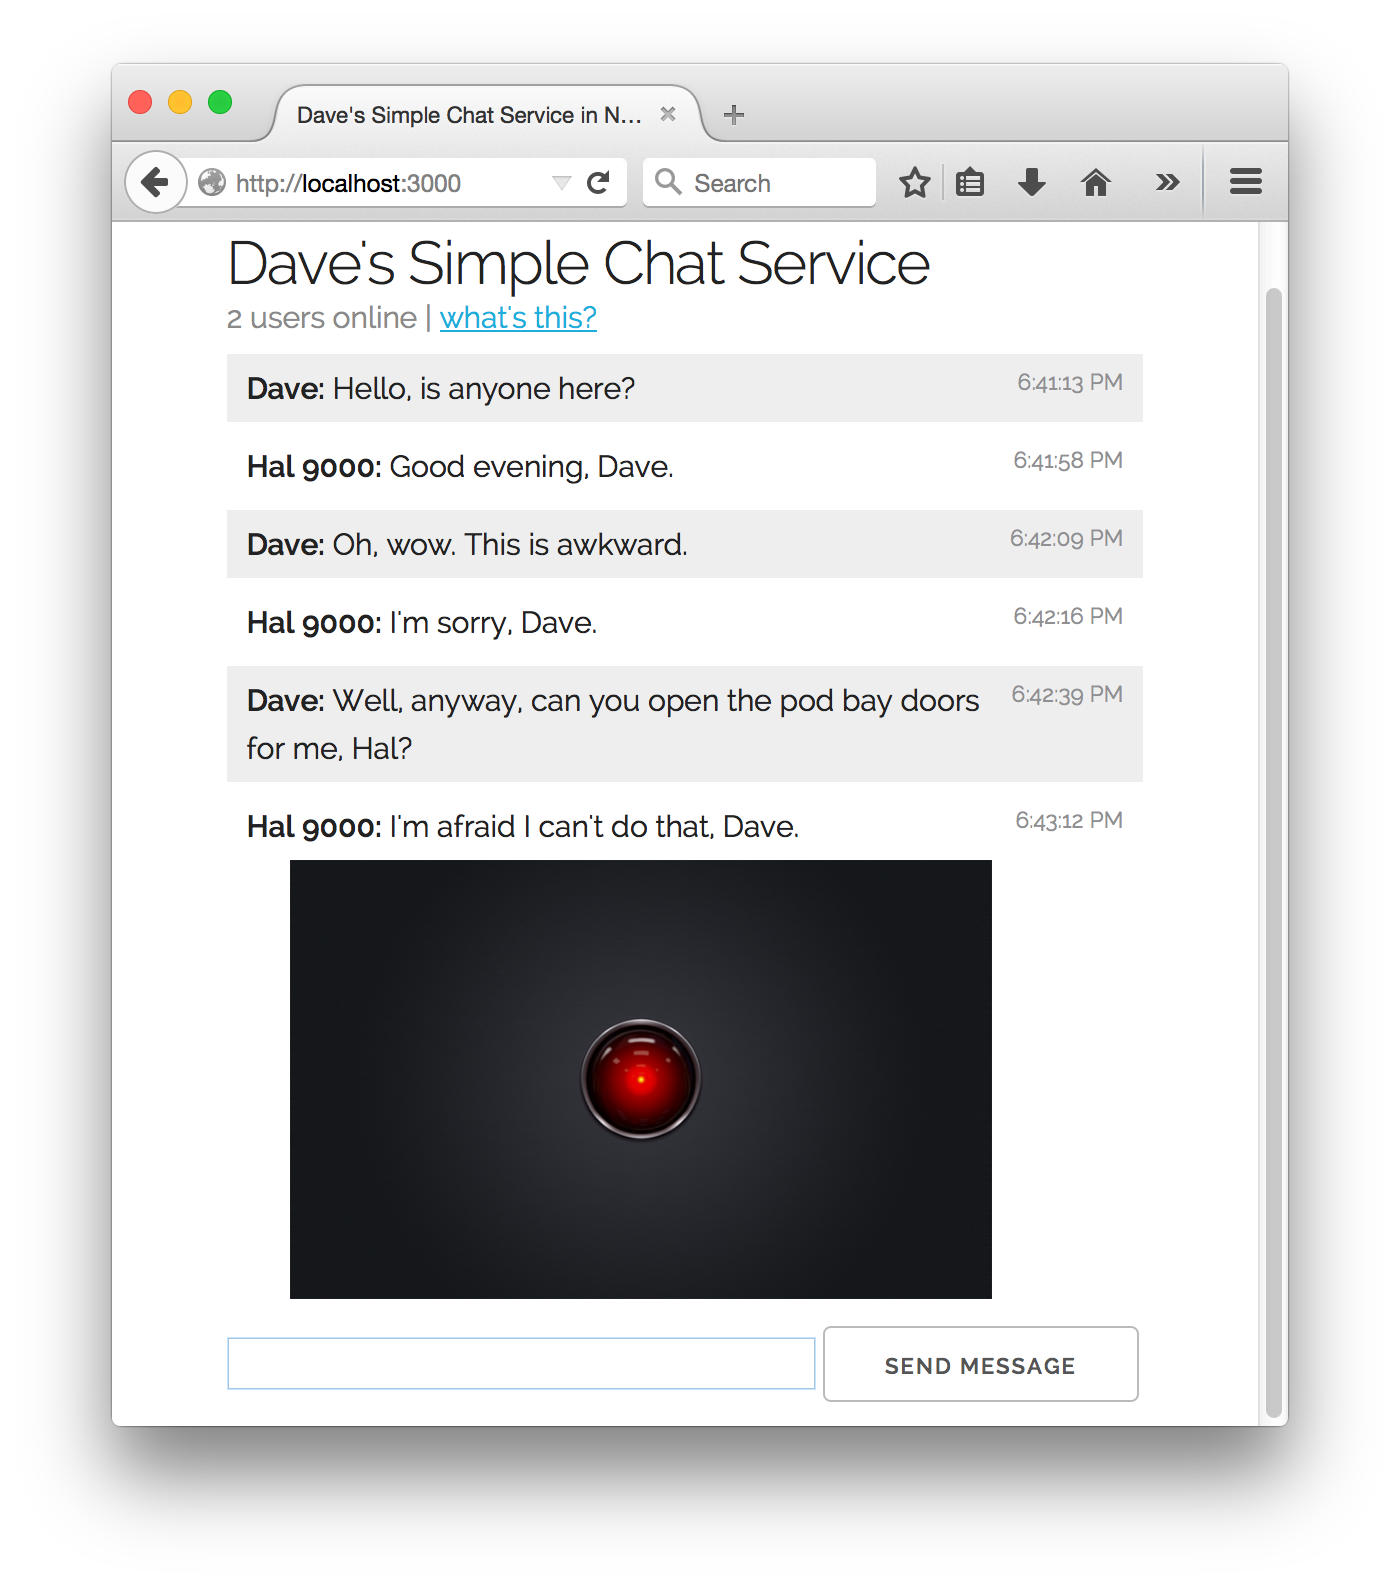 Dave's Simple Chat Service in N...
http://localhost:3000
Search
Dave's Simple Chat Service
2 users online | what's this?
Dave: Hello, is anyone here? 6:41:13 PM
Hal 9000: Good evening, Dave. 6:41:58 PM
Dave: Oh, wow. This is awkward. 6:42:09 PM
Hal 9000: I'm sorry, Dave. 6:42:16 PM
Dave: Well, anyway, can you open the pod bay doors 6:42:39 PM
for me, Hal?
Hal 9000: I'm afraid I can't do that, Dave. 6:43:12 PM
SEND MESSAGE